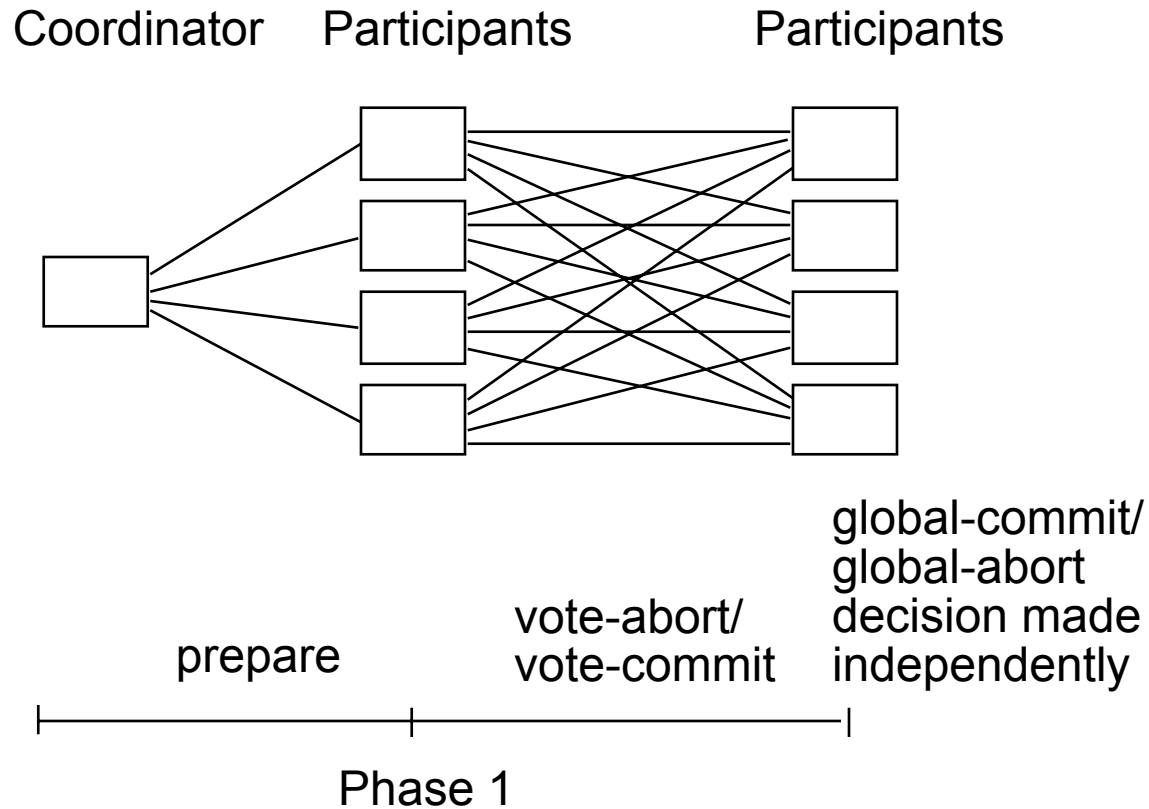 Coordinator
Participants
Participants
prepare
vote-abort/
vote-commit
global-commit/
global-abort
decision made
independently
Phase 1